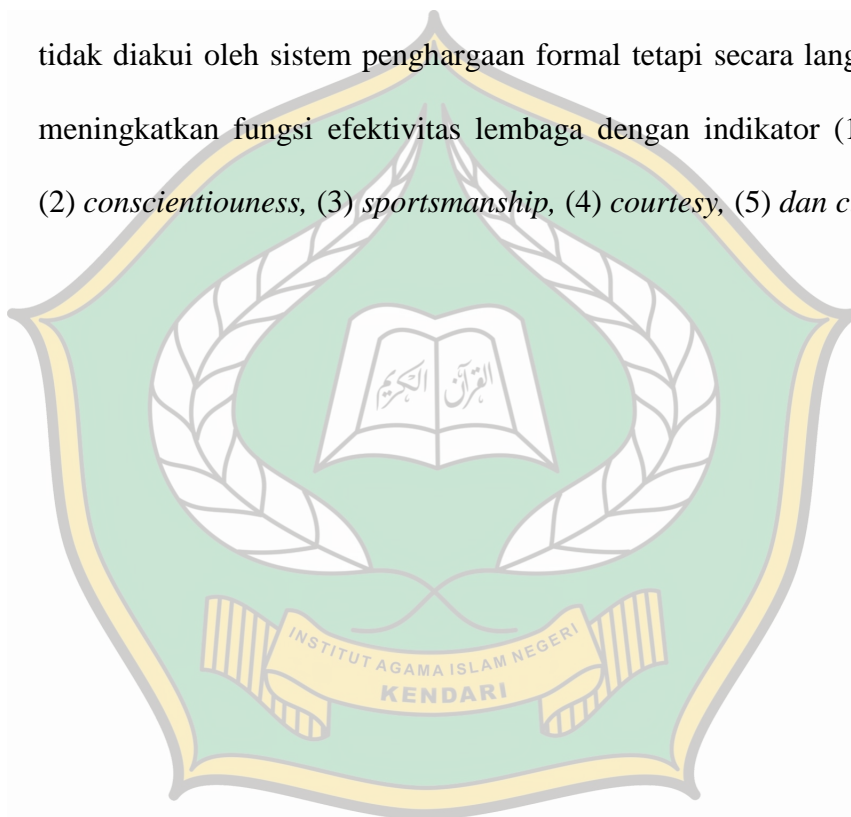 tidak diakui oleh sistem penghargaan formal tetapi secara lang
meningkatkan fungsi efektivitas lembaga dengan indikator (1
(2) conscientiouness, (3) sportsmanship, (4) courtesy, (5) dan c
القرآن الكريم
INSTITUT AGAMA ISLAM NEGERI
KENDARI